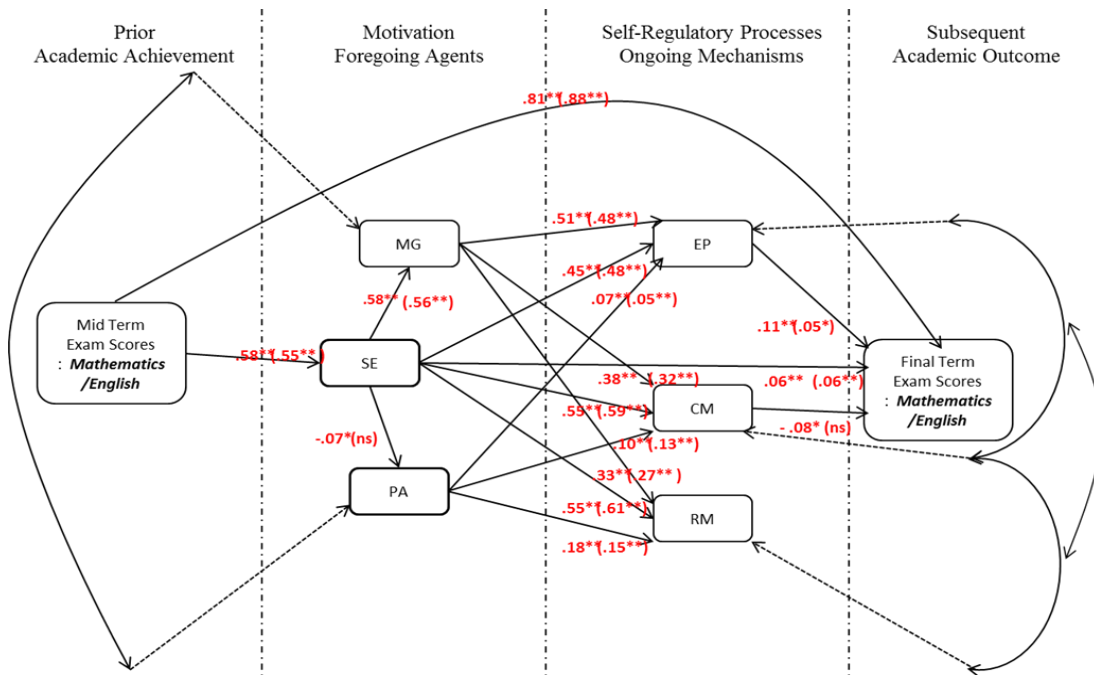 Prior
Academic Achievement
Motivation
Foregoing Agents
Self-Regulatory Processes
Ongoing Mechanisms
Subsequent
Academic Outcome
.81**(.88**)
MG
.51**(.48**)
EP
.45**(.48**)
.58** (.56**)
.07**(.05**)
Mid Term
Exam Scores
: Mathematics
/English
.58**(.55**)
SE
.11**(.05*)
Final Term
Exam Scores
: Mathematics
/English
.38** (.32**)
.06** (.06**)
.55**(.59**)
CM
- .08* (ns)
-.07*(ns)
.10**(.13**)
.33**(.27**)
PA
.55**(.61**)
RM
.18**(.15**)